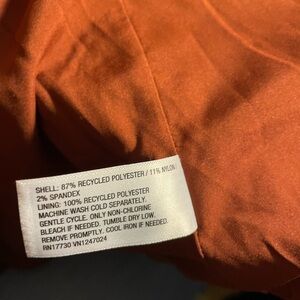 SHELL: 87% RECYCLED POLYESTER / 11% NYLON
2% SPANDEX
LINING: 100% RECYCLED POLYESTER
MACHINE WASH COLD SEPARATELY.
GENTLE CYCLE. ONLY NON-CHLORINE
BLEACH IF NEEDED. TUMBLE DRY LOW.
REMOVE PROMPTLY. COOL IRON IF NEEDED.
RN17730 VN1247024